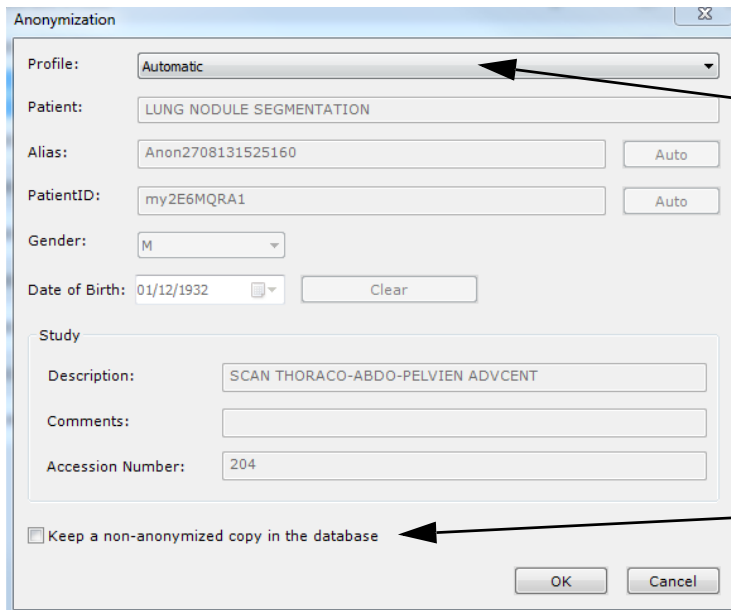 Anonymization
Profile: Automatic
Patient: LUNG NODULE SEGMENTATION
Alias: Anon2708131525160 Auto
PatientID: my2E6MQRA1 Auto
Gender: M
Date of Birth: 01/12/1932 Clear
Study
Description: SCAN THORACO-ABDO-PELVIEN ADVCENT
Comments:
Accession Number: 204
Keep a non-anonymized copy in the database
OK Cancel